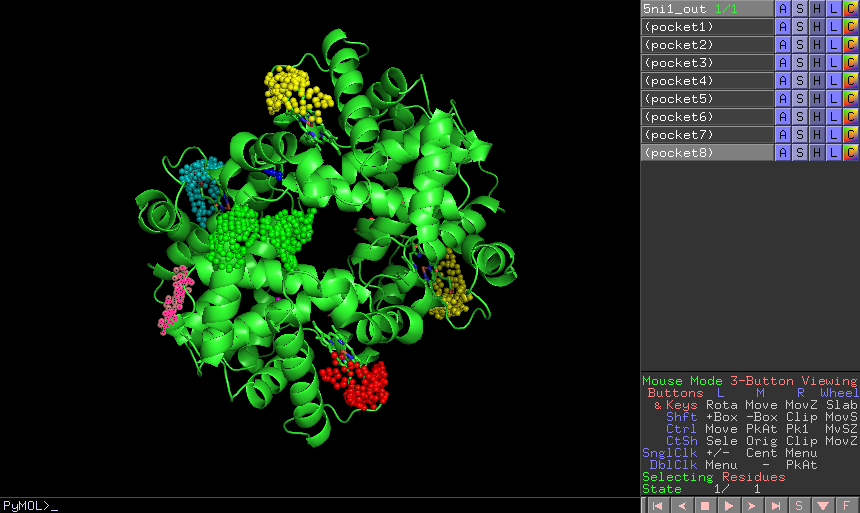 5ni1_out 1/1 A S H L C
(pocket1) A S H L C
(pocket2) A S H L C
(pocket3) A S H L C
(pocket4) A S H L C
(pocket5) A S H L C
(pocket6) A S H L C
(pocket7) A S H L C
(pocket8) A S H L C
Mouse Mode 3-Button Viewing
Buttons L M R Wheel
& Keys Rota Move MovZ Slab
Shft +Box -Box Clip MovS
Ctrl Move PkAt Pk1 MvSZ
CtSh Sele Orig Clip MovZ
SnglClk +/- Cent Menu
DblClk Menu - PkAt
Selecting Residues
State 1/ 1
PyMOL>_
S F